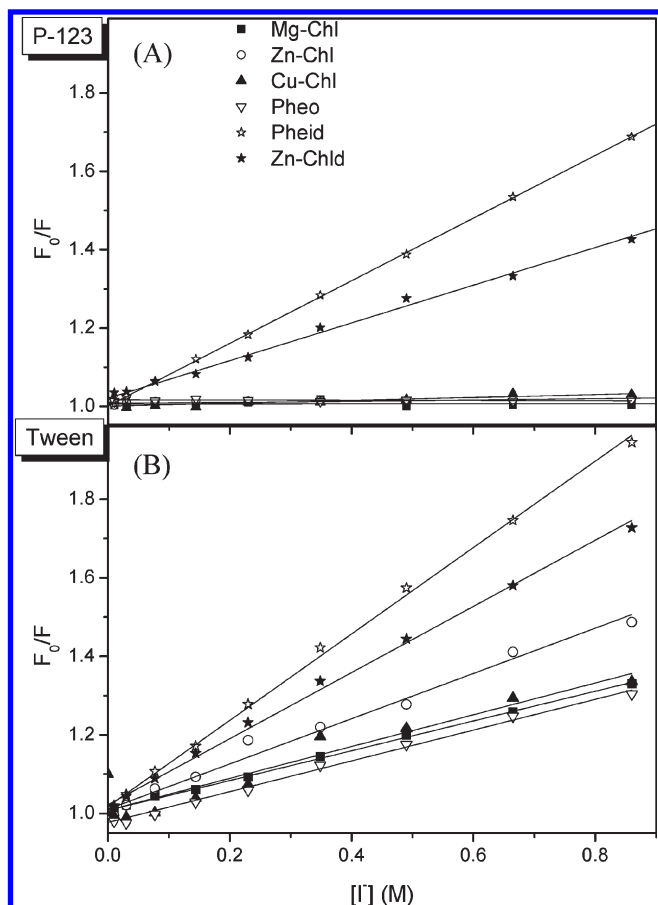 P-123
(A)
Mg-Chl
Zn-Chl
Cu-Chl
Pheo
Pheid
Zn-Chld
1.8
1.6
1.4
1.2
1.0
F₀/F
Tween
(B)
1.8
1.6
1.4
1.2
1.0
F₀/F
0.0 0.2 0.4 0.6 0.8
[I⁻] (M)